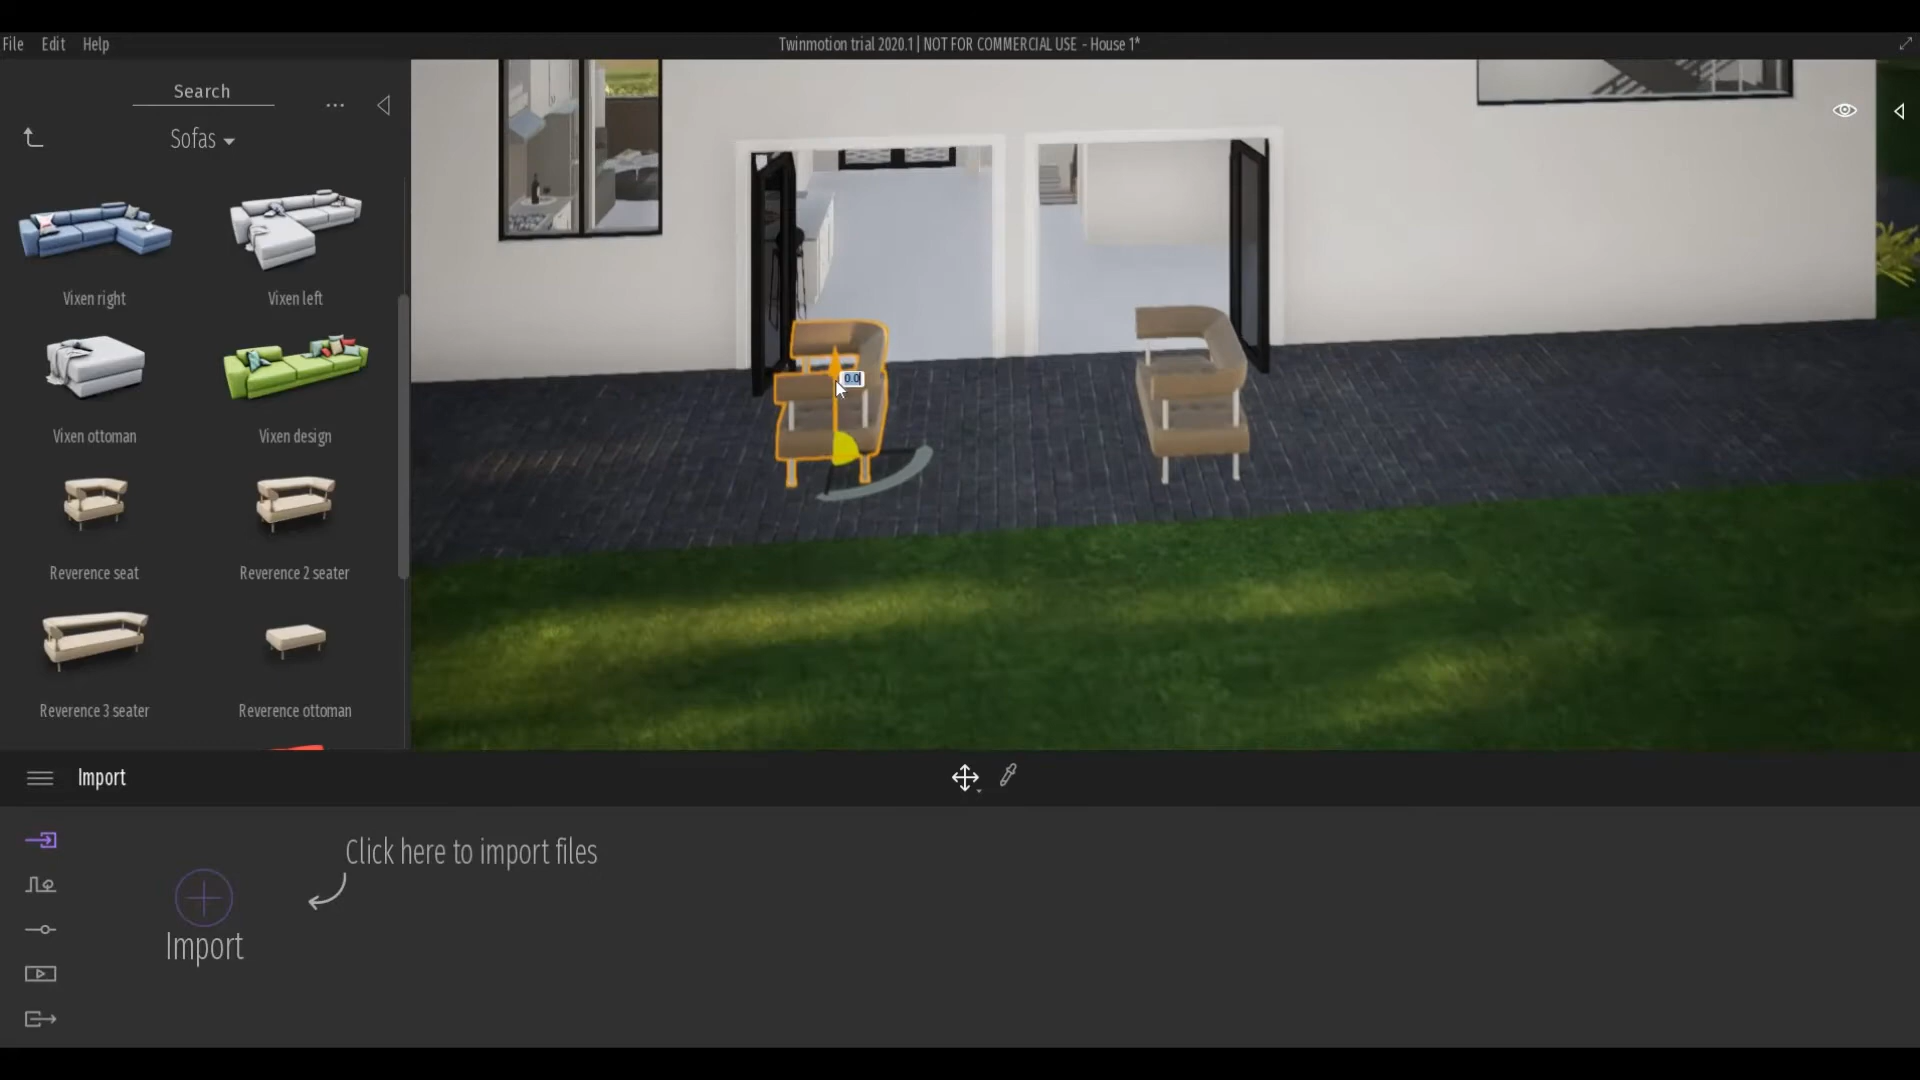 File Edit Help
Twinmotion trial 2020.1 | NOT FOR COMMERCIAL USE - House 1*
Search
...
Sofas
Vixen right
Vixen left
Vixen ottoman
Vixen design
Reverence seat
Reverence 2 seater
Reverence 3 seater
Reverence ottoman
0.0
Import
Click here to import files
Import